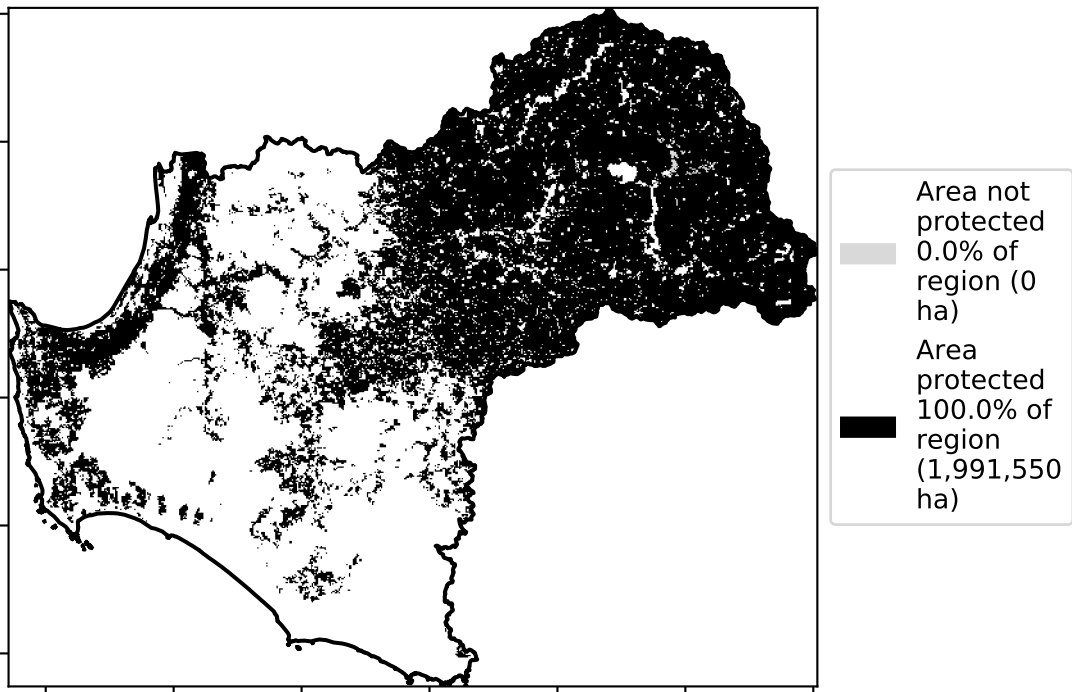 Area not
protected
0.0% of
region (0
ha)
Area
protected
100.0% of
region
(1,991,550
ha)